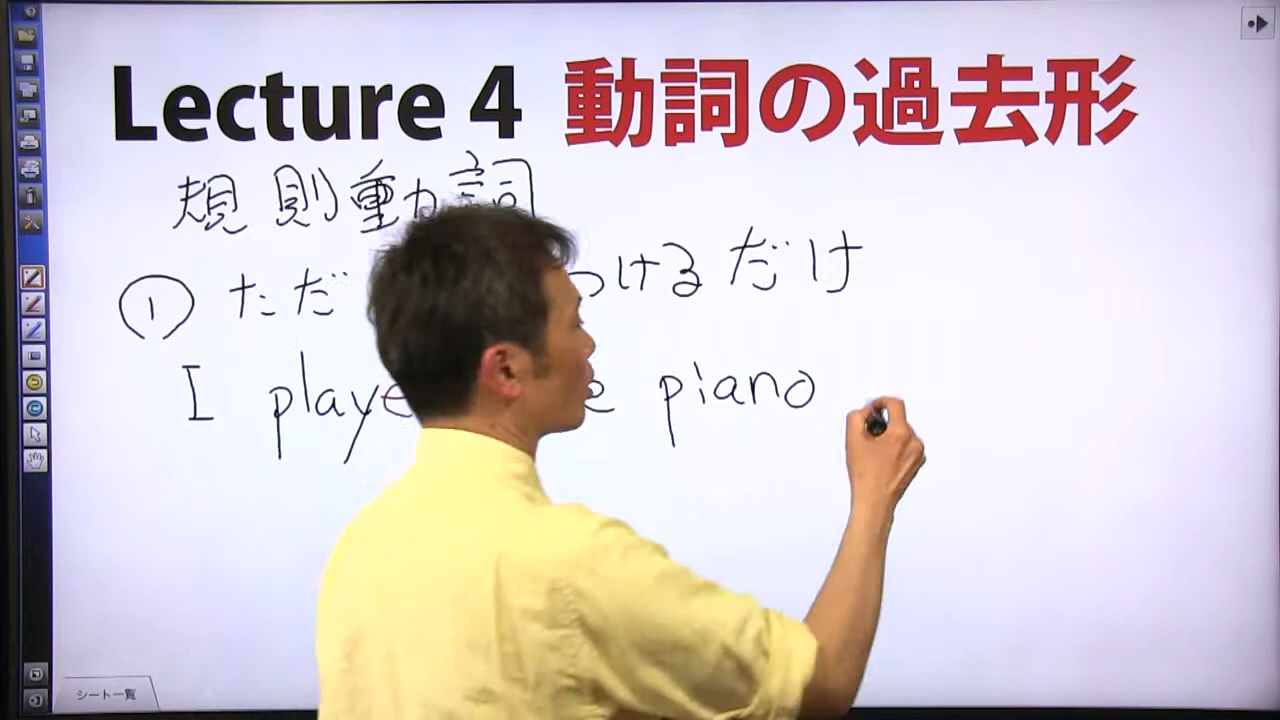 Lecture 4 動詞の過去形
規則動詞
① ただ つけるだけ
I playe e piano
シート一覧